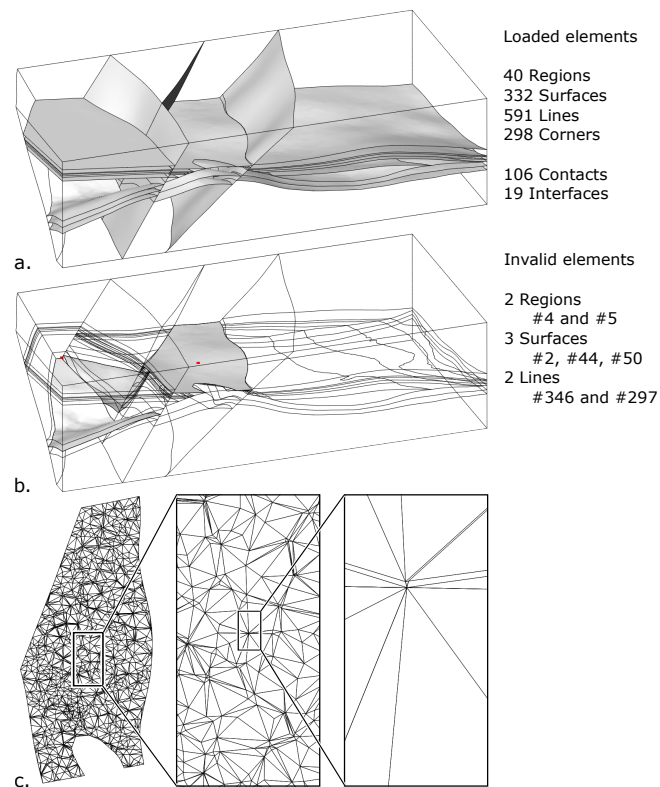 Loaded elements
40 Regions
332 Surfaces
591 Lines
298 Corners
106 Contacts
19 Interfaces
a.
Invalid elements
2 Regions
#4 and #5
3 Surfaces
#2, #44, #50
2 Lines
#346 and #297
b.
c.